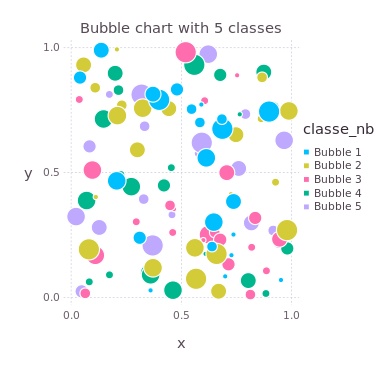 Bubble chart with 5 classes
1.0
0.5
0.0
y
0.0 0.5 1.0
x
classe_nb
Bubble 1
Bubble 2
Bubble 3
Bubble 4
Bubble 5